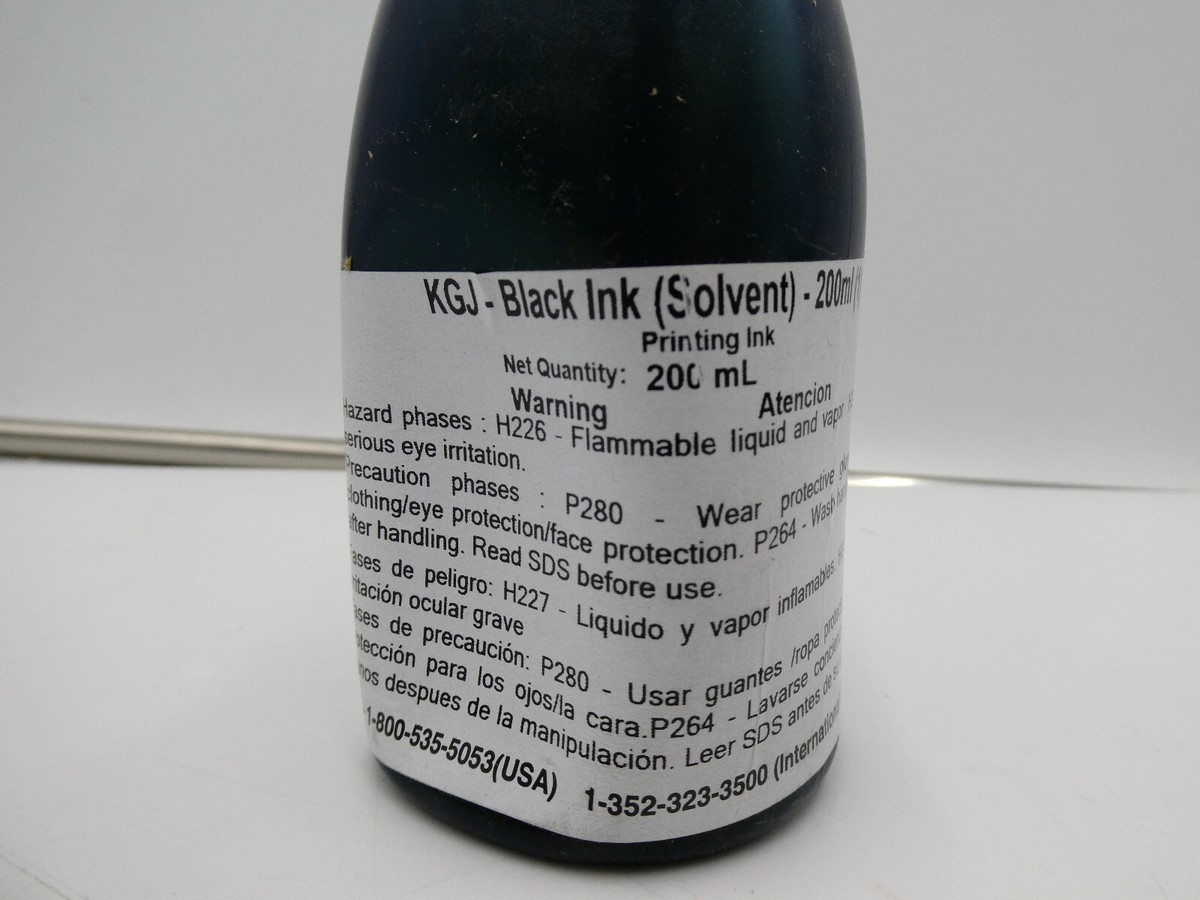 KGJ - Black Ink (Solvent) - 200ml
Printing Ink
Net Quantity: 200 mL
Warning Atencion
Hazard phases : H226 - Flammable liquid and vapor
serious eye irritation.
Precaution phases : P280 - Wear protective
clothing/eye protection/face protection. P264 - Wash
after handling. Read SDS before use.
ases de peligro: H227 - Liquido y vapor inflamables.
ritación ocular grave
ases de precaución: P280 - Usar guantes /ropa
otección para los ojos/la cara.P264 - Lavarse
nos despues de la manipulación. Leer SDS antes de
1-800-535-5053(USA) 1-352-323-3500 (Internation